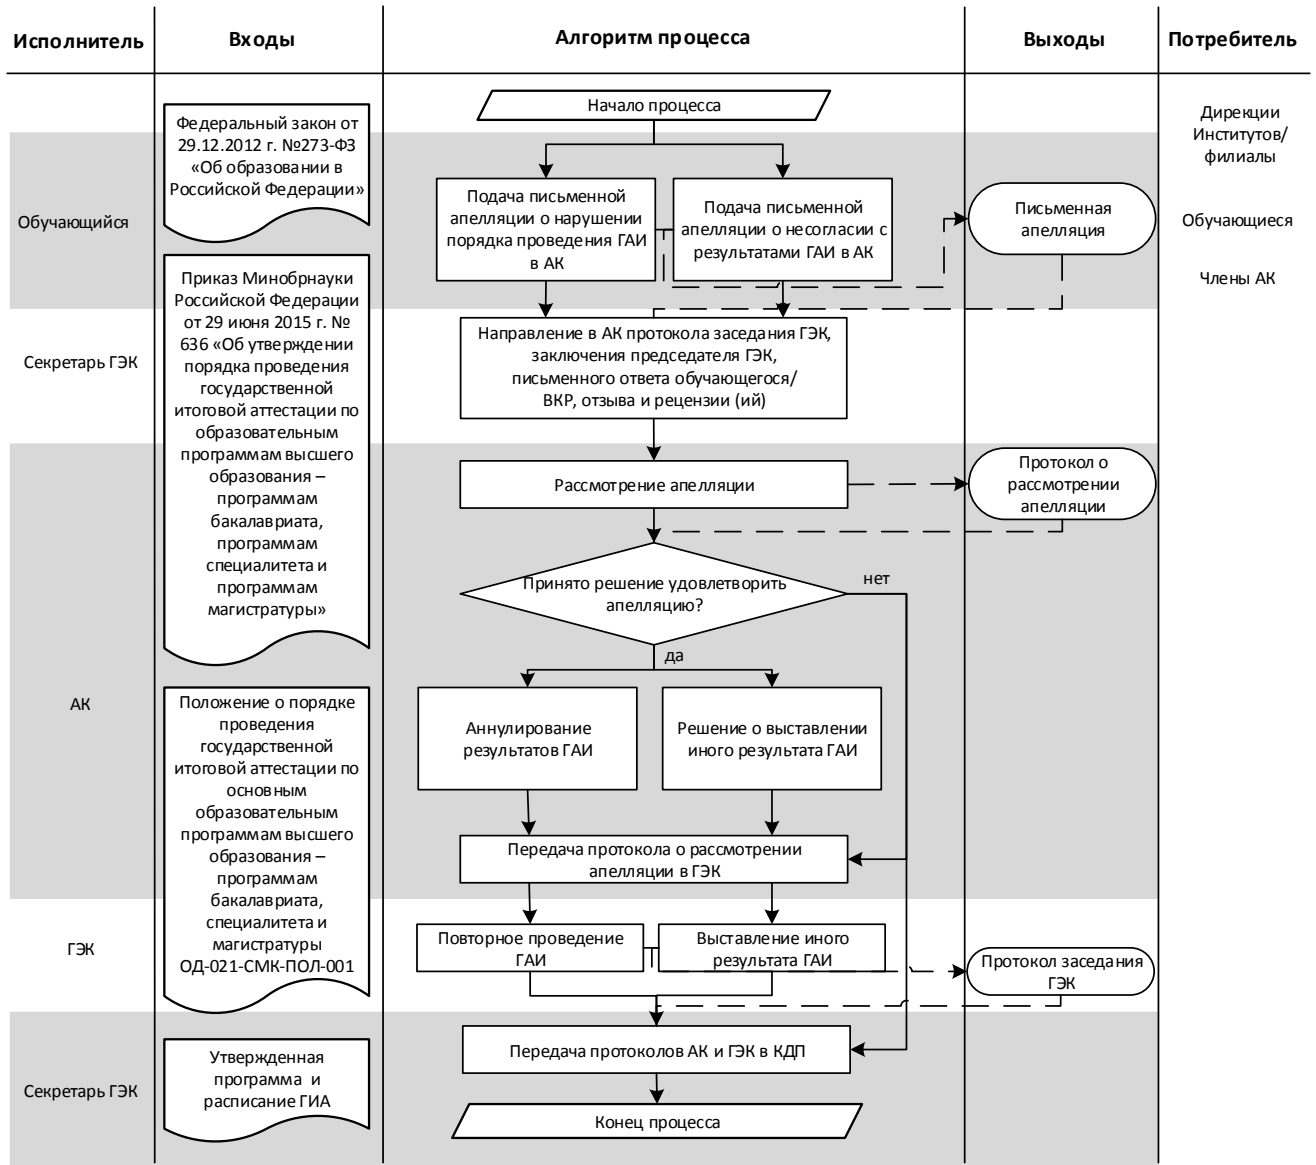 Исполнитель
Входы
Алгоритм процесса
Выходы
Потребитель
Обучающийся
Секретарь ГЭК
АК
ГЭК
Секретарь ГЭК
Федеральный закон от
29.12.2012 г. №273-ФЗ
«Об образовании в
Российской Федерации»
Приказ Минобрнауки
Российской Федерации
от 29 июня 2015 г. №
636 «Об утверждении
порядка проведения
государственной
итоговой аттестации по
образовательным
программам высшего
образования –
программам
бакалавриата,
программам
специалитета и
программам
магистратуры»
Положение о порядке
проведения
государственной
итоговой аттестации по
основным
образовательным
программам высшего
образования –
программам
бакалавриата,
специалитета и
магистратуры
ОД-021-СМК-ПОЛ-001
Утвержденная
программа и
расписание ГИА
Начало процесса
Подача письменной
апелляции о нарушении
порядка проведения ГАИ
в АК
Подача письменной
апелляции о несогласии с
результатами ГАИ в АК
Направление в АК протокола заседания ГЭК,
заключения председателя ГЭК,
письменного ответа обучающегося/
ВКР, отзыва и рецензии (ий)
Рассмотрение апелляции
Принято решение удовлетворить
апелляцию?
нет
да
Аннулирование
результатов ГАИ
Решение о выставлении
иного результата ГАИ
Передача протокола о рассмотрении
апелляции в ГЭК
Повторное проведение
ГАИ
Выставление иного
результата ГАИ
Передача протоколов АК и ГЭК в КДП
Конец процесса
Письменная
апелляция
Протокол о
рассмотрении
апелляции
Протокол заседания
ГЭК
Дирекции
Институтов/
филиалы
Обучающиеся
Члены АК